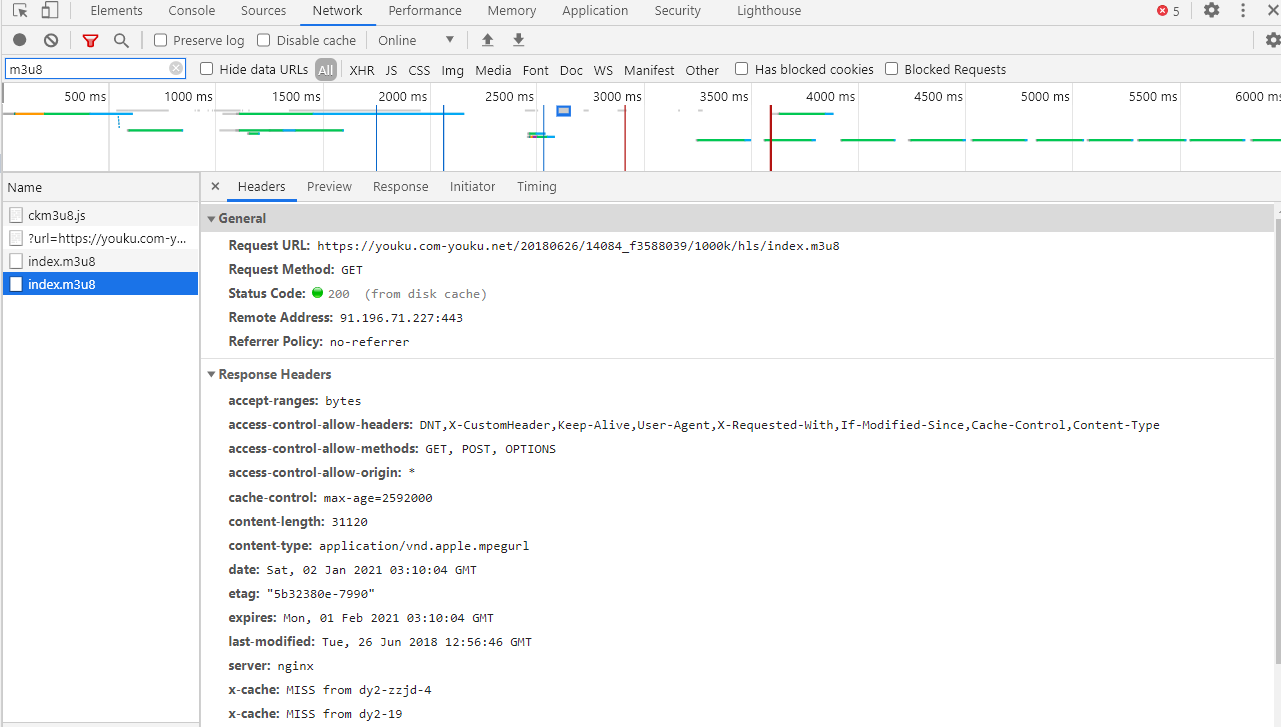 Elements Console Sources Network Performance Memory Application Security Lighthouse 5
Preserve log Disable cache Online
m3u8 Hide data URLs All XHR JS CSS Img Media Font Doc WS Manifest Other Has blocked cookies Blocked Requests
500 ms 1000 ms 1500 ms 2000 ms 2500 ms 3000 ms 3500 ms 4000 ms 4500 ms 5000 ms 5500 ms 6000 ms
Name × Headers Preview Response Initiator Timing
ckm3u8.js
?url=https://youku.com-y...
index.m3u8
index.m3u8
General
Request URL: https://youku.com-youku.net/20180626/14084_f3588039/1000k/hls/index.m3u8
Request Method: GET
Status Code: 200 (from disk cache)
Remote Address: 91.196.71.227:443
Referrer Policy: no-referrer
Response Headers
accept-ranges: bytes
access-control-allow-headers: DNT,X-CustomHeader,Keep-Alive,User-Agent,X-Requested-With,If-Modified-Since,Cache-Control,Content-Type
access-control-allow-methods: GET, POST, OPTIONS
access-control-allow-origin: *
cache-control: max-age=2592000
content-length: 31120
content-type: application/vnd.apple.mpegurl
date: Sat, 02 Jan 2021 03:10:04 GMT
etag: "5b32380e-7990"
expires: Mon, 01 Feb 2021 03:10:04 GMT
last-modified: Tue, 26 Jun 2018 12:56:46 GMT
server: nginx
x-cache: MISS from dy2-zzjd-4
x-cache: MISS from dy2-19